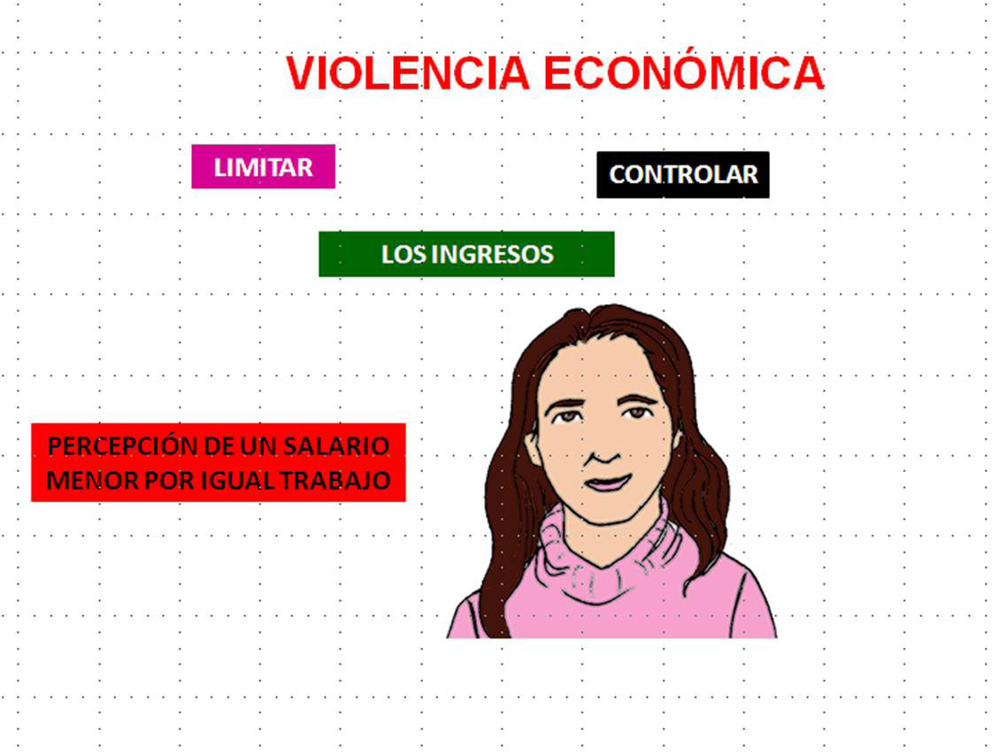 VIOLENCIA ECONÓMICA
LIMITAR
CONTROLAR
LOS INGRESOS
PERCEPCIÓN DE UN SALARIO
MENOR POR IGUAL TRABAJO